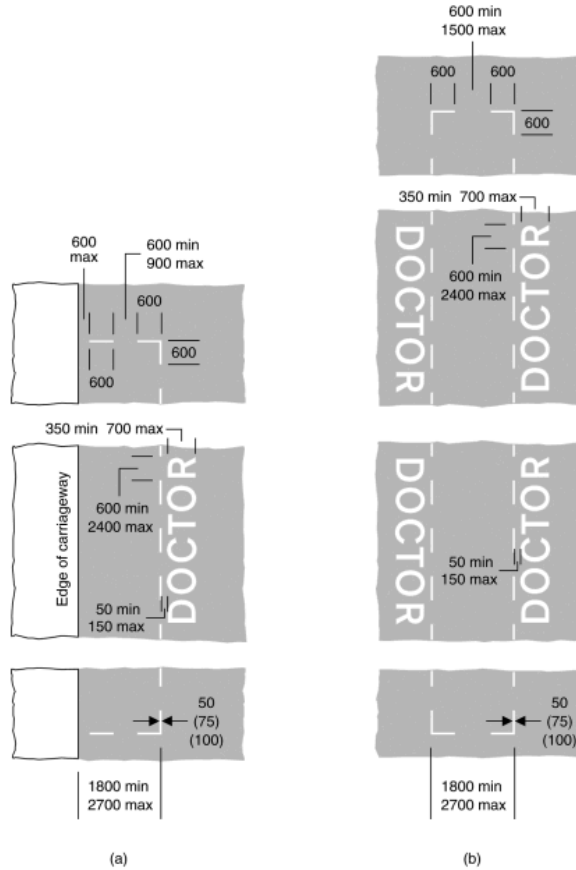 600 min
1500 max
600
600
600
350 min 700 max
DOCTOR
DOCTOR
600 min
2400 max
600
max
600 min
900 max
600
600
600
350 min 700 max
Edge of carriageway
600 min
2400 max
DOCTOR
50 min
150 max
DOCTOR
DOCTOR
50 min
150 max
50
(75)
(100)
50
(75)
(100)
1800 min
2700 max
1800 min
2700 max
(a)
(b)